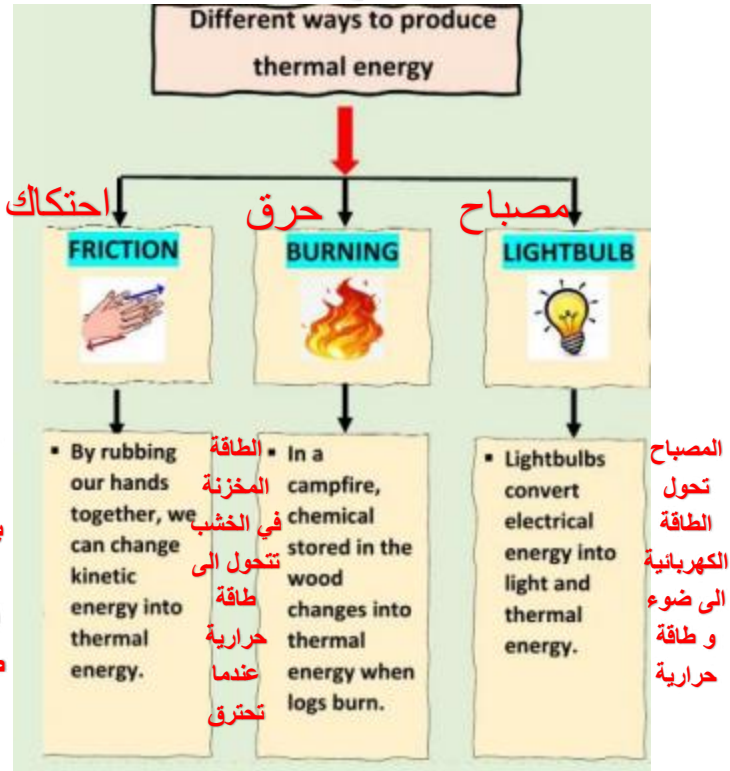 Different ways to produce
thermal energy
احتكاك
حرق
مصباح
FRICTION
BURNING
LIGHTBULB
▪ By rubbing
our hands
together, we
can change
kinetic
energy into
thermal
energy.
الطاقة
المخزنة
في الخشب
تتحول الى
طاقة
حرارية
عندما
تحترق
▪ In a
campfire,
chemical
stored in the
wood
changes into
thermal
energy when
logs burn.
▪ Lightbulbs
convert
electrical
energy into
light and
thermal
energy.
المصباح
تحول
الطاقة
الكهربائية
الى ضوء
و طاقة
حرارية